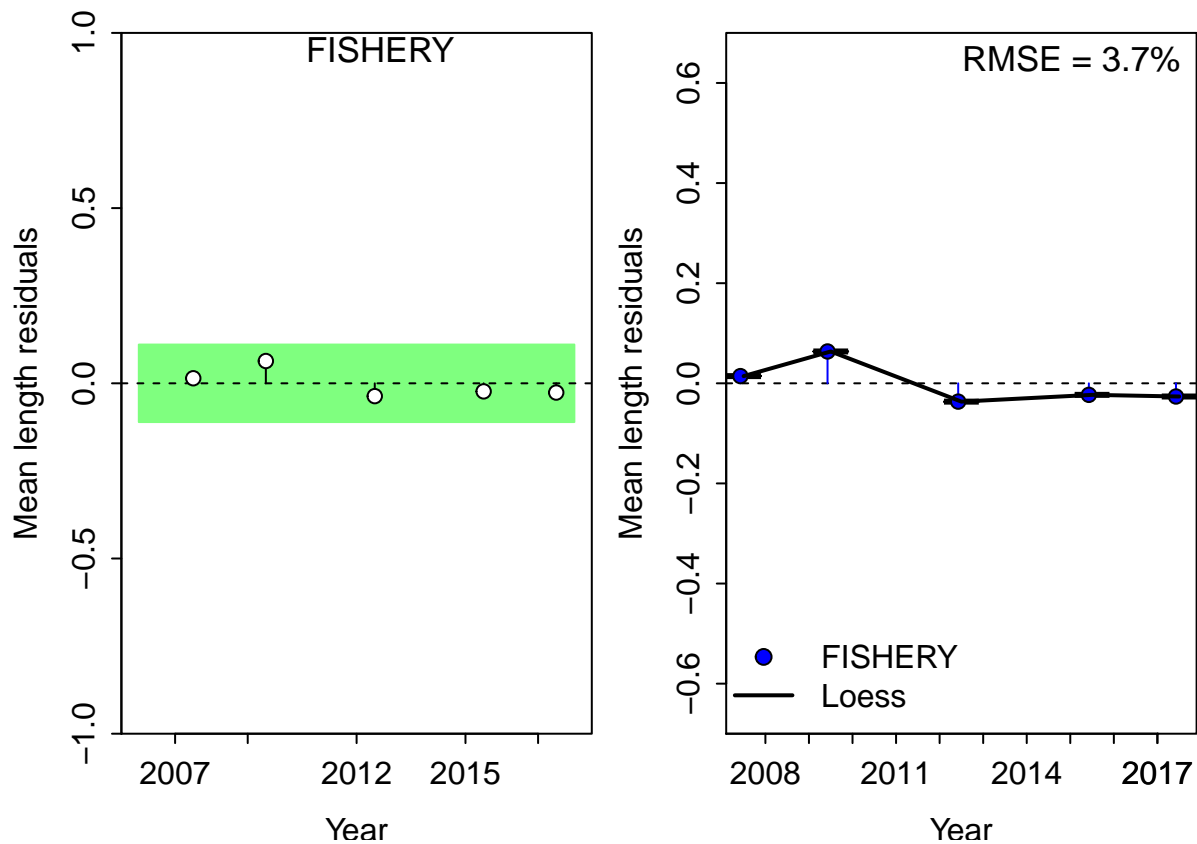 FISHERY
Mean length residuals
1.0
0.5
0.0
−0.5
−1.0
2007 2012 2015
Year
RMSE = 3.7%
Mean length residuals
0.6
0.4
0.2
0.0
−0.2
−0.4
−0.6
FISHERY
Loess
2008 2011 2014 2017
Year